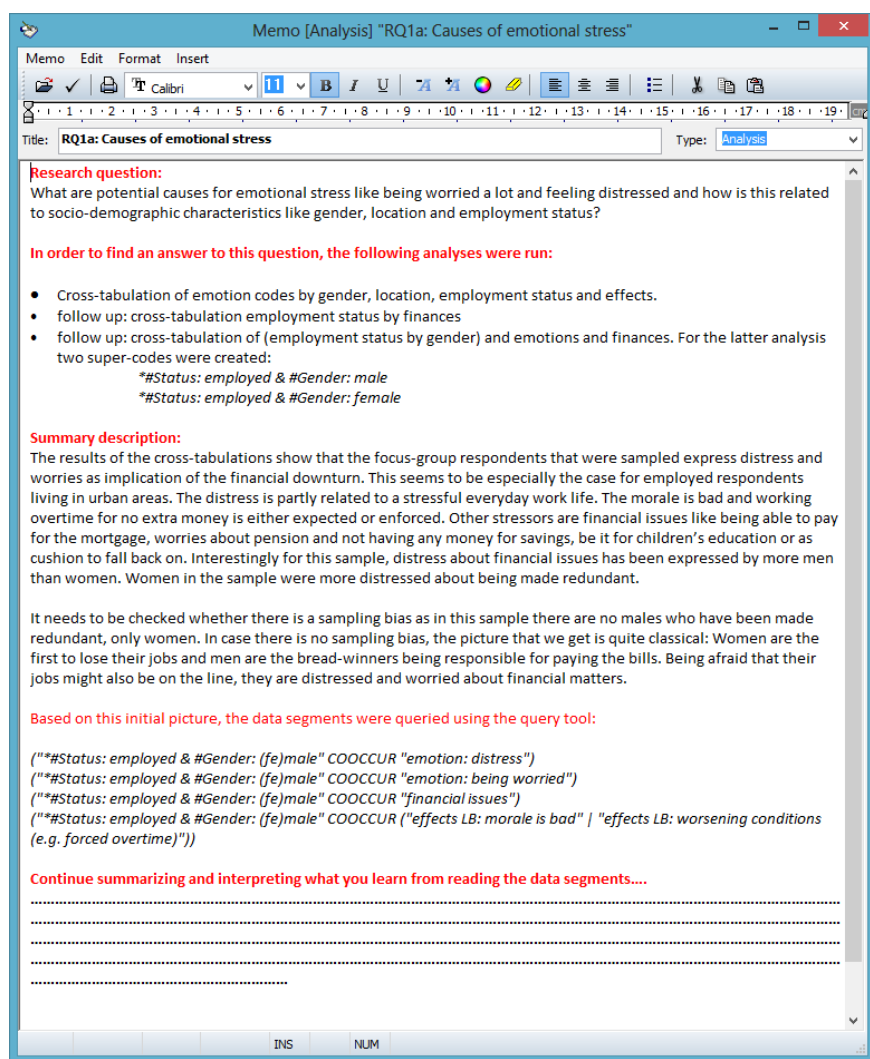 Memo [Analysis] "RQ1a: Causes of emotional stress"
Memo Edit Format Insert
Calibri 11 B I U
1 2 3 4 5 6 7 8 9 10 11 12 13 14 15 16 17 18 19
Title: RQ1a: Causes of emotional stress Type: Analysis
Research question:
What are potential causes for emotional stress like being worried a lot and feeling distressed and how is this related
to socio-demographic characteristics like gender, location and employment status?
In order to find an answer to this question, the following analyses were run:
• Cross-tabulation of emotion codes by gender, location, employment status and effects.
• follow up: cross-tabulation employment status by finances
• follow up: cross-tabulation of (employment status by gender) and emotions and finances. For the latter analysis
two super-codes were created:
*#Status: employed & #Gender: male
*#Status: employed & #Gender: female
Summary description:
The results of the cross-tabulations show that the focus-group respondents that were sampled express distress and
worries as implication of the financial downturn. This seems to be especially the case for employed respondents
living in urban areas. The distress is partly related to a stressful everyday work life. The morale is bad and working
overtime for no extra money is either expected or enforced. Other stressors are financial issues like being able to pay
for the mortgage, worries about pension and not having any money for savings, be it for children's education or as
cushion to fall back on. Interestingly for this sample, distress about financial issues has been expressed by more men
than women. Women in the sample were more distressed about being made redundant.
It needs to be checked whether there is a sampling bias as in this sample there are no males who have been made
redundant, only women. In case there is no sampling bias, the picture that we get is quite classical: Women are the
first to lose their jobs and men are the bread-winners being responsible for paying the bills. Being afraid that their
jobs might also be on the line, they are distressed and worried about financial matters.
Based on this initial picture, the data segments were queried using the query tool:
("*#Status: employed & #Gender: (fe)male" COOCCUR "emotion: distress")
("*#Status: employed & #Gender: (fe)male" COOCCUR "emotion: being worried")
("*#Status: employed & #Gender: (fe)male" COOCCUR "financial issues")
("*#Status: employed & #Gender: (fe)male" COOCCUR ("effects LB: morale is bad" | "effects LB: worsening conditions
(e.g. forced overtime)"))
Continue summarizing and interpreting what you learn from reading the data segments....
INS NUM